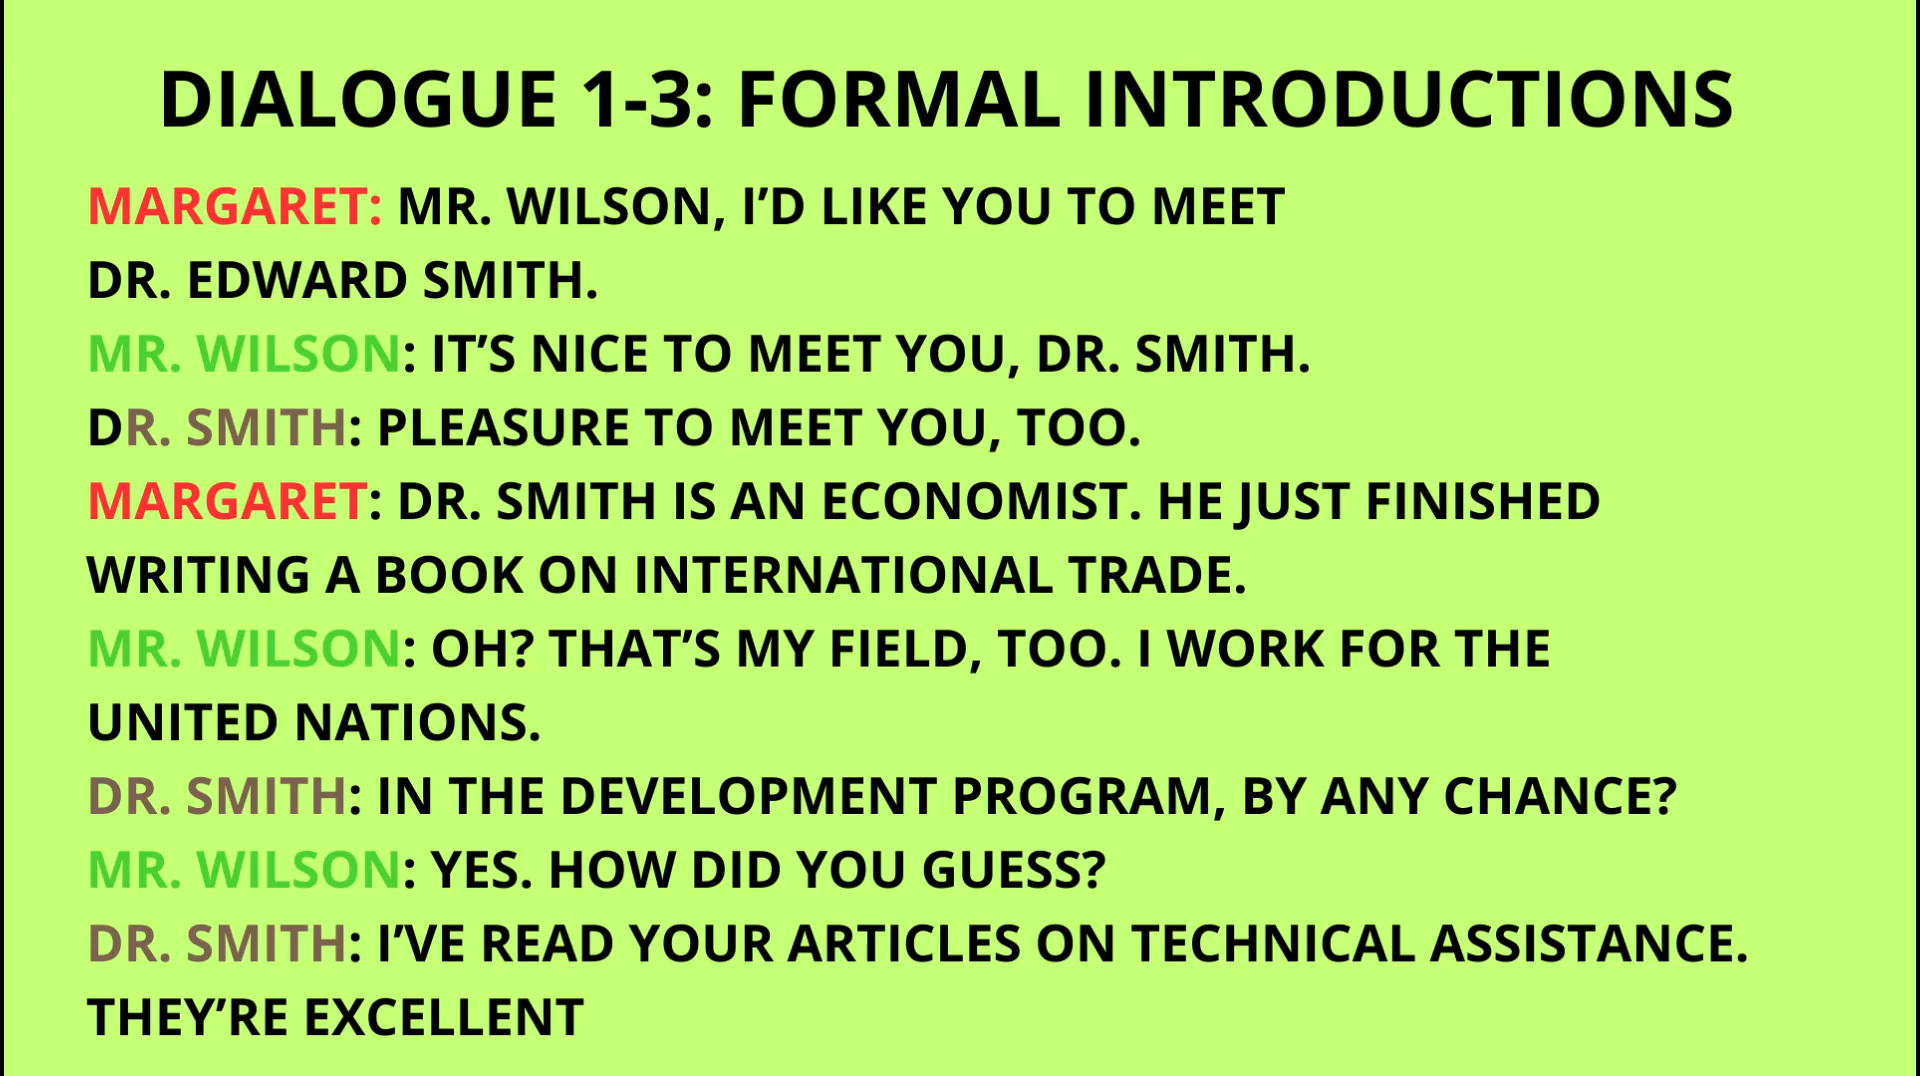 DIALOGUE 1-3: FORMAL INTRODUCTIONS
MARGARET: MR. WILSON, I’D LIKE YOU TO MEET
DR. EDWARD SMITH.
MR. WILSON: IT’S NICE TO MEET YOU, DR. SMITH.
DR. SMITH: PLEASURE TO MEET YOU, TOO.
MARGARET: DR. SMITH IS AN ECONOMIST. HE JUST FINISHED
WRITING A BOOK ON INTERNATIONAL TRADE.
MR. WILSON: OH? THAT’S MY FIELD, TOO. I WORK FOR THE
UNITED NATIONS.
DR. SMITH: IN THE DEVELOPMENT PROGRAM, BY ANY CHANCE?
MR. WILSON: YES. HOW DID YOU GUESS?
DR. SMITH: I’VE READ YOUR ARTICLES ON TECHNICAL ASSISTANCE.
THEY’RE EXCELLENT